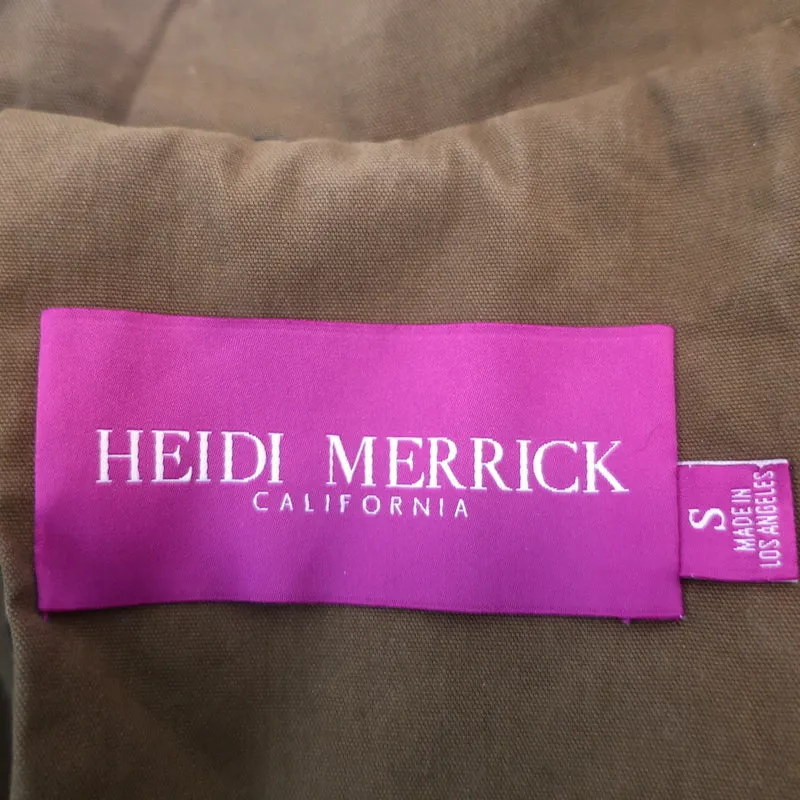 HEIDI MERRICK
CALIFORNIA
S
MADE IN
LOS ANGELES